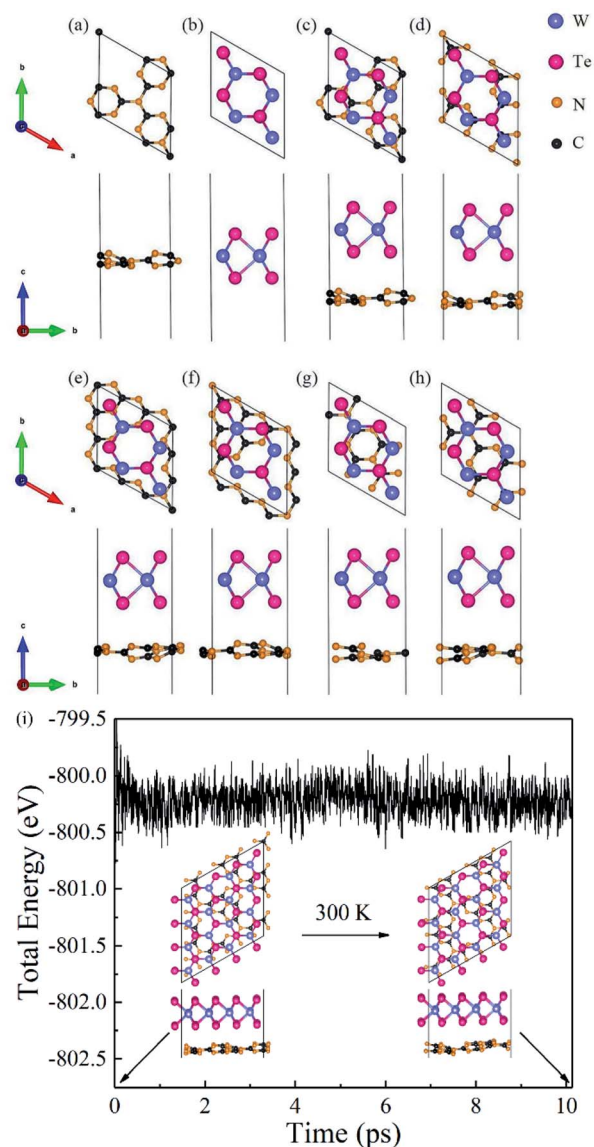 (a) (b) (c) (d) W
Te
N
C
b
a
c
b
(e) (f) (g) (h)
b
a
c
b
(i)
-799.5
-800.0
-800.5
-801.0
-801.5
-802.0
-802.5
Total Energy (eV)
300 K
0 2 4 6 8 10
Time (ps)